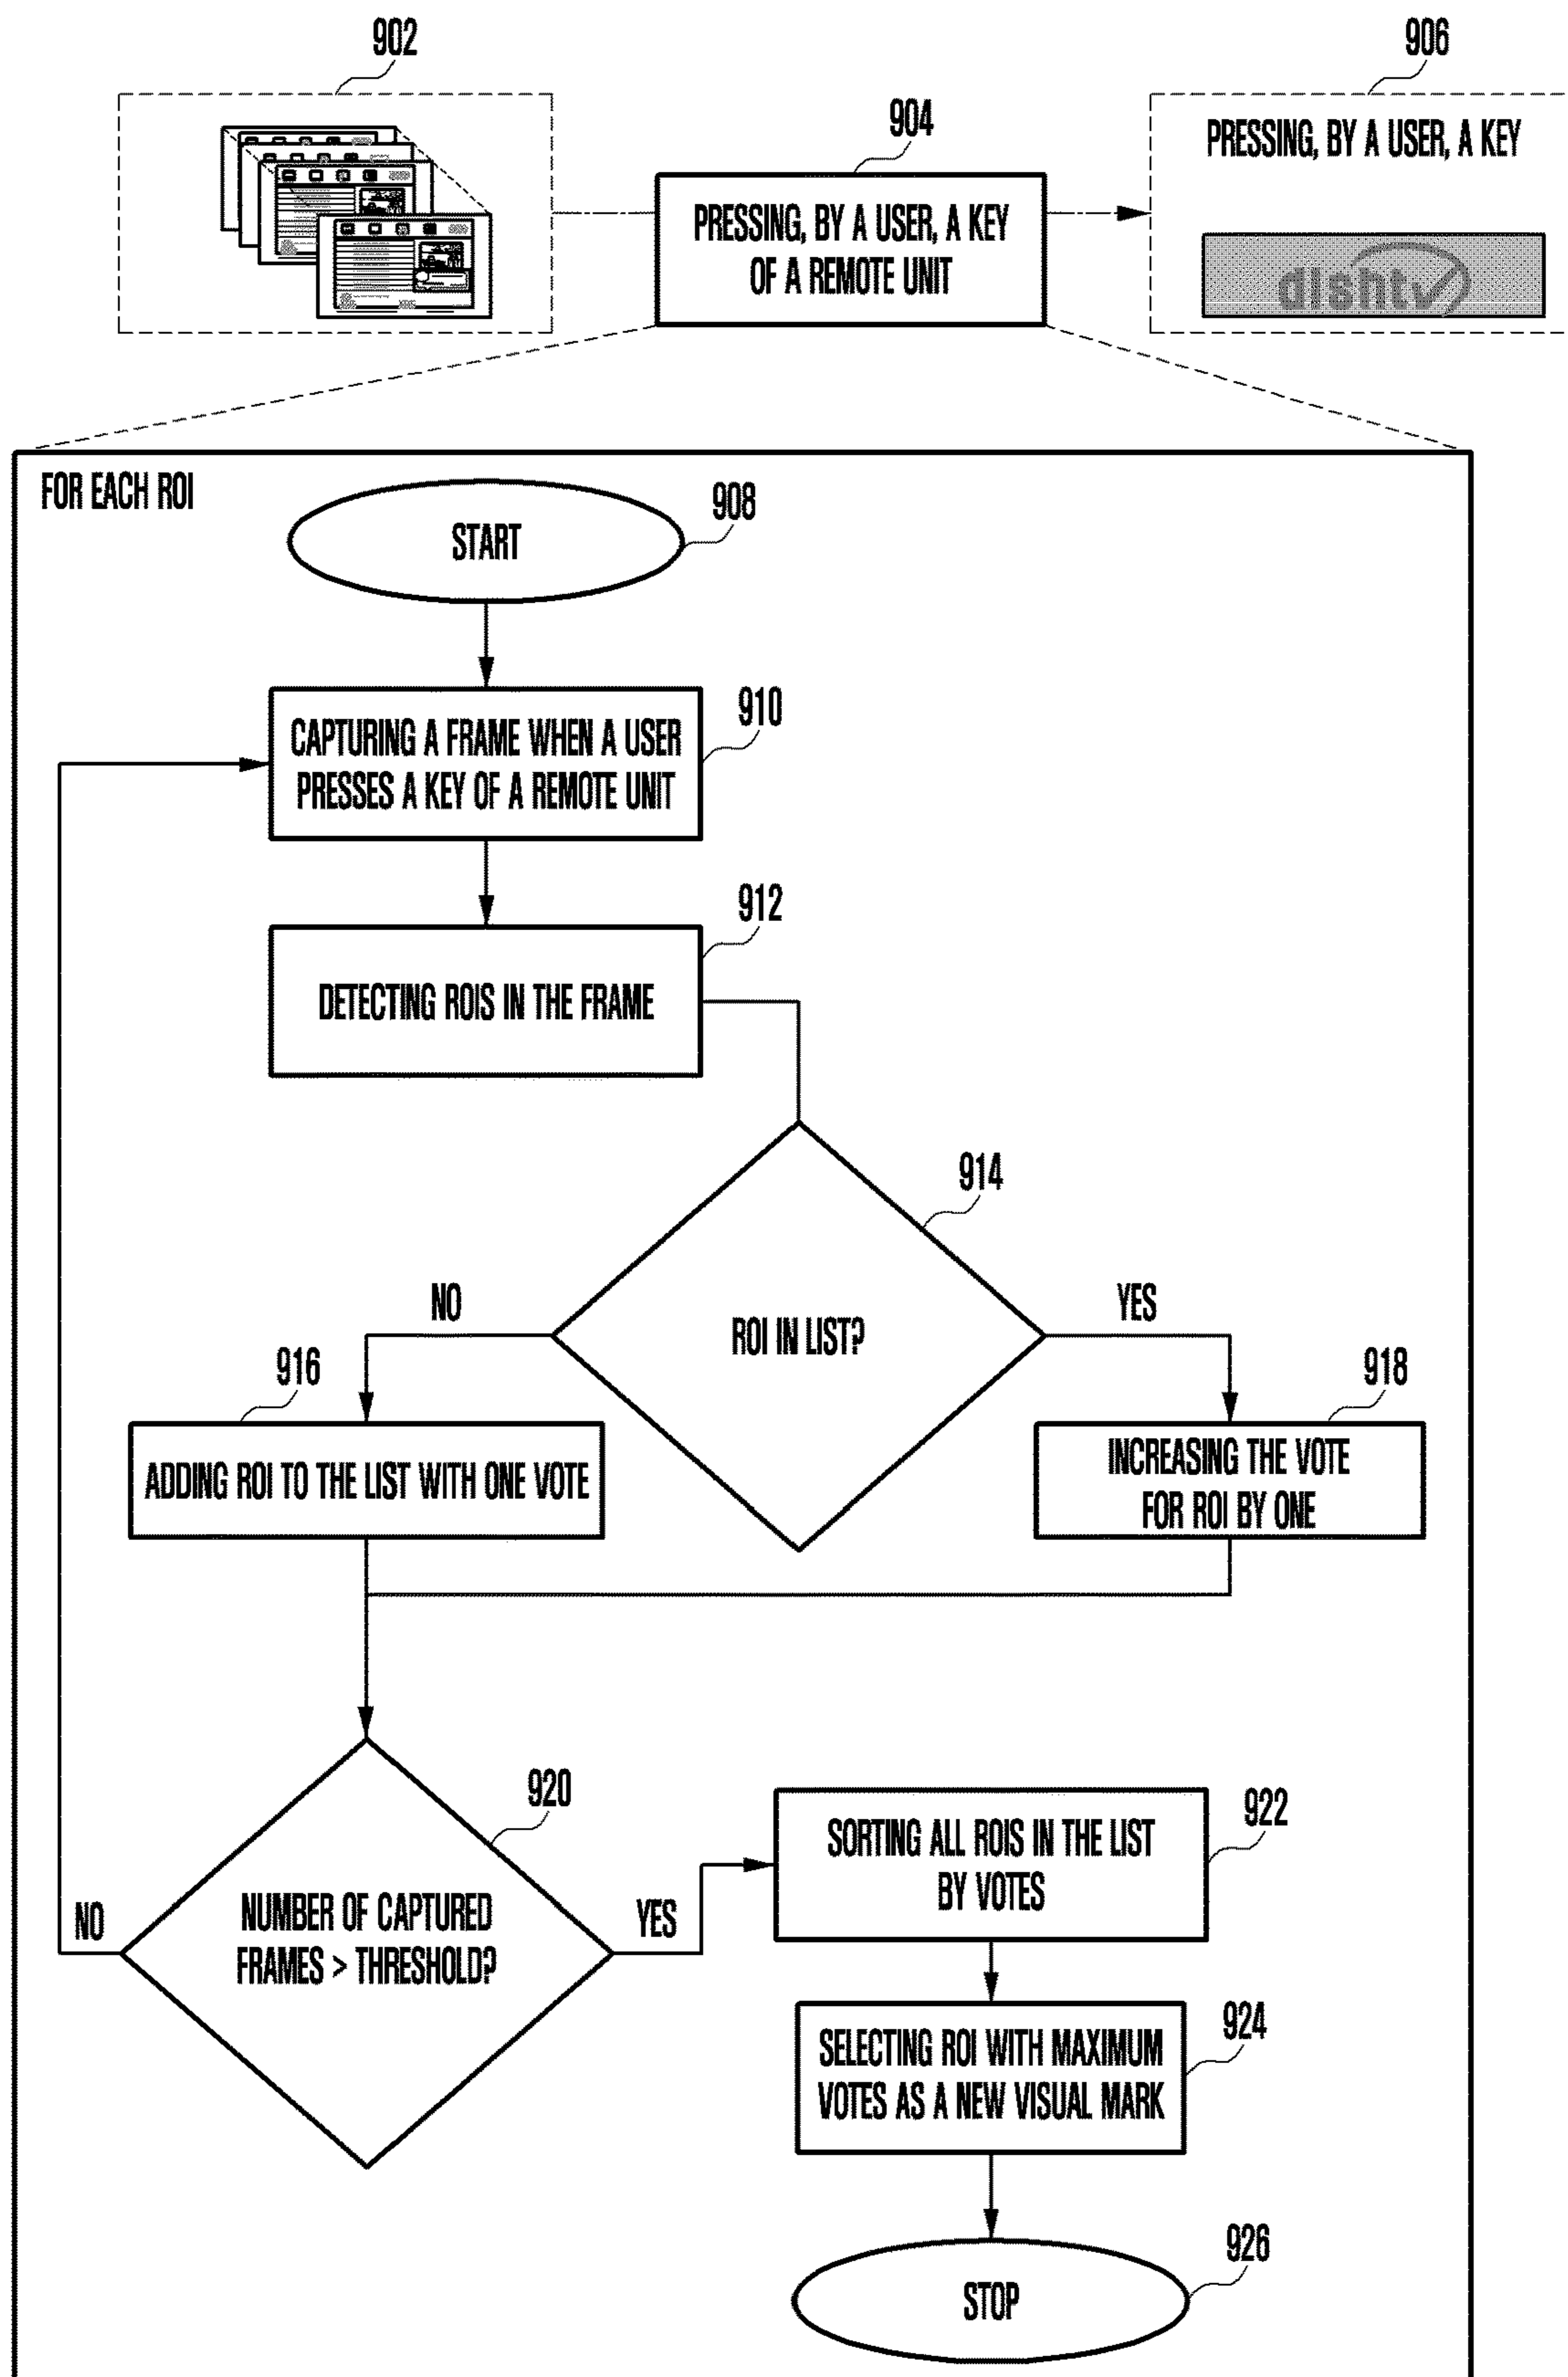 902
904
906
PRESSING, BY A USER, A KEY
PRESSING, BY A USER, A KEY
OF A REMOTE UNIT
dishtv
FOR EACH ROI
START
908
910
CAPTURING A FRAME WHEN A USER
PRESSES A KEY OF A REMOTE UNIT
912
DETECTING ROIS IN THE FRAME
914
ROI IN LIST?
NO
YES
916
918
ADDING ROI TO THE LIST WITH ONE VOTE
INCREASING THE VOTE
FOR ROI BY ONE
920
NUMBER OF CAPTURED
FRAMES > THRESHOLD?
NO
YES
922
SORTING ALL ROIS IN THE LIST
BY VOTES
924
SELECTING ROI WITH MAXIMUM
VOTES AS A NEW VISUAL MARK
926
STOP